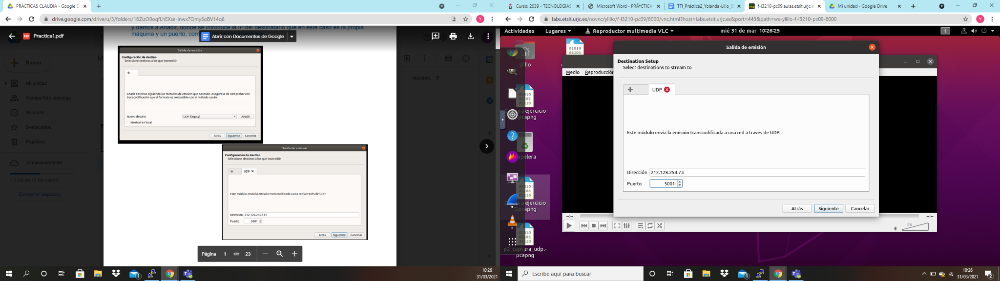 PRÁCTICAS CLAUDIA - Google D
drive.google.com/drive/u/3/folders/18ZizO0oqfLhEXse-Inwx7OmySoBV14q6
Practica1.pdf
y damos a Añadir, donde se introduce la IP del destinatario que en este caso es la propia
máquina y un puerto, com
Abrir con Documentos de Google
Nuevo
Mi unidad
Compartido conmigo
Reciente
Destacados
Papelera
Almacenamiento
7,2 GB de 15 GB usado
Comprar espacio
Nombre
Salida de emisión
Configuración de destino
Seleccione destinos a los que transmitir
Añada destinos siguiendo los métodos de emisión que necesite. Asegúrese de comprobar con
transcodificación que el formato es compatible con el método usado.
Nuevo destino
UDP (legacy)
Añadir
Mostrar en local
Atrás Siguiente Cancelar
Salida de emisión
Configuración de destino
Seleccione destinos a los que transmitir
UDP
Este módulo envía la emisión transcodificada a una red a través de UDP.
Dirección 212.128.255.141
Puerto 5001
Atrás Siguiente Cancelar
Página 1 de 23
10:26
31/03/2021
Curso: 2039 - TECNOLOGIAS
Microsoft Word - PRÃ†CTICA
TTI_Práctica2_Yolanda-Lillo_IS
f-l3210-pc09.aulas.etsit.urjc.e
Mi unidad - Google Drive
labs.etsit.urjc.es/novnc/ylillo/f-l3210-pc09/8000/vnc.html?host=labs.etsit.urjc.es&port=443&path=ws-ylillo-f-l3210-pc09-8000
Actividades Lugares Reproductor multimedia VLC mié 31 de mar 10:26:25 1
ylillo
01010
01101
Medio Reproducción
ejercicio
pcapng
apelera
ejercicio
5.pcapng
p2_captura_udp.-
pcapng
Salida de emisión
Destination Setup
Select destinations to stream to
UDP
Este módulo envía la emisión transcodificada a una red a través de UDP.
Dirección 212.128.254.73
Puerto 5001
Atrás Siguiente Cancelar
--:-- --:--
0%
Escribe aquí para buscar
10:26
31/03/2021